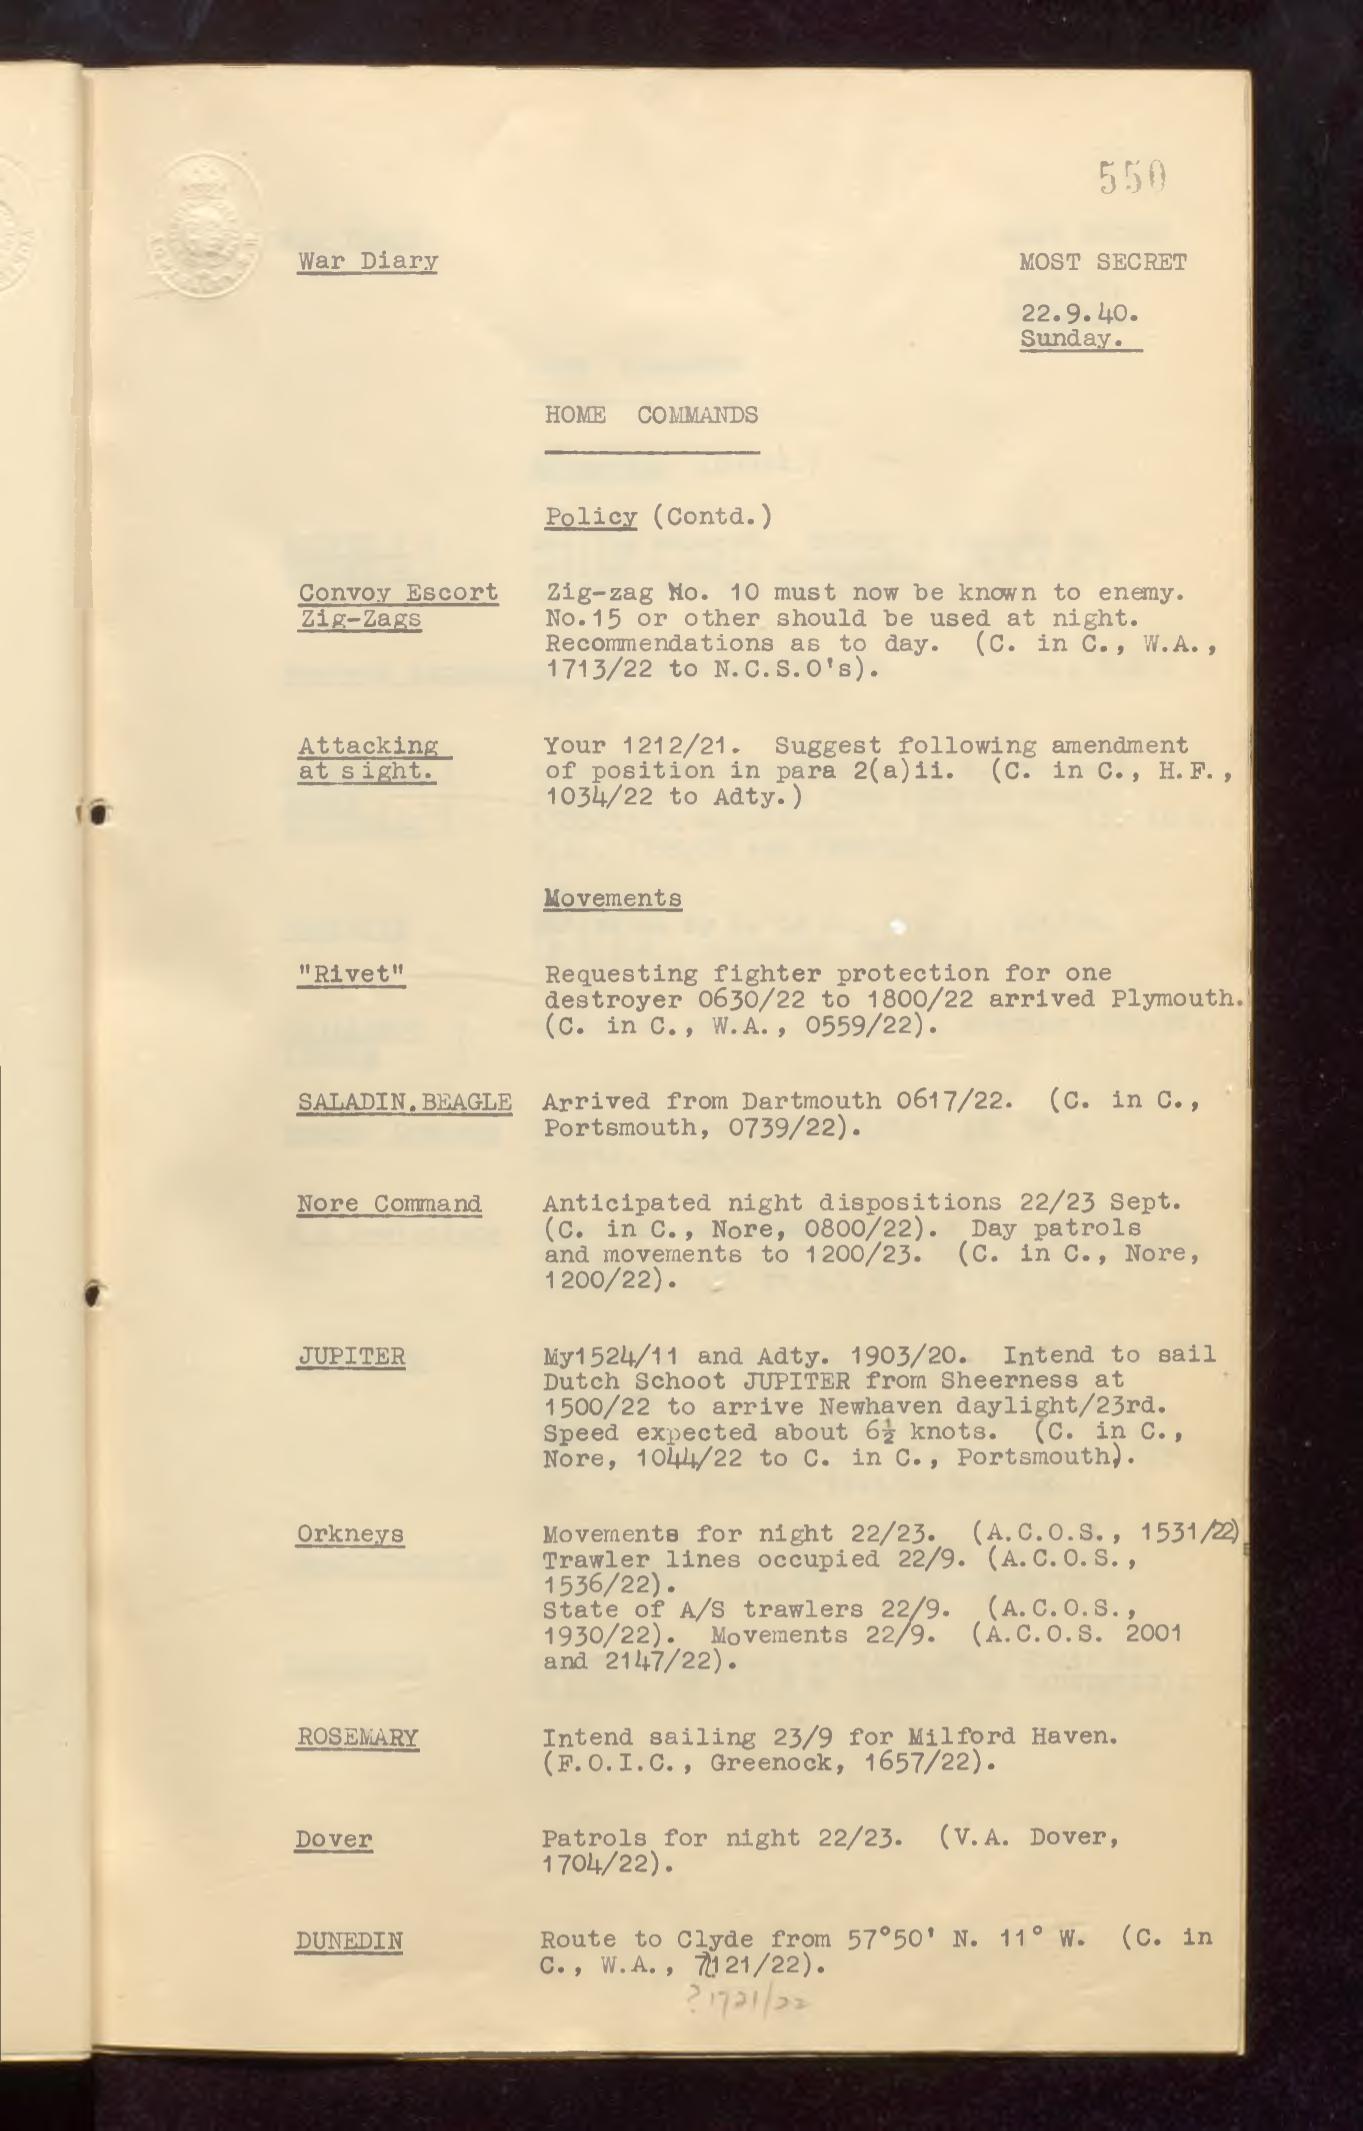 550
War Diary
MOST SECRET
22.9.40.
Sunday.
HOME COMMANDS
Policy (Contd.)
Convoy Escort Zig-zag No. 10 must now be known to enemy.
Zig-Zags No.15 or other should be used at night.
Recommendations as to day. (C. in C., W.A.,
1713/22 to N.C.S.O's).
Attacking Your 1212/21. Suggest following amendment
at sight. of position in para 2(a)ii. (C. in C., H.F.,
1034/22 to Adty.)
Movements
"Rivet" Requesting fighter protection for one
destroyer 0630/22 to 1800/22 arrived Plymouth.
(C. in C., W.A., 0559/22).
SALADIN.BEAGLE Arrived from Dartmouth 0617/22. (C. in C.,
Portsmouth, 0739/22).
Nore Command Anticipated night dispositions 22/23 Sept.
(C. in C., Nore, 0800/22). Day patrols
and movements to 1200/23. (C. in C., Nore,
1200/22).
JUPITER My1524/11 and Adty. 1903/20. Intend to sail
Dutch Schoot JUPITER from Sheerness at
1500/22 to arrive Newhaven daylight/23rd.
Speed expected about 6½ knots. (C. in C.,
Nore, 1044/22 to C. in C., Portsmouth).
Orkneys Movements for night 22/23. (A.C.O.S., 1531/22)
Trawler lines occupied 22/9. (A.C.O.S.,
1536/22).
State of A/S trawlers 22/9. (A.C.O.S.,
1930/22). Movements 22/9. (A.C.O.S. 2001
and 2147/22).
ROSEMARY Intend sailing 23/9 for Milford Haven.
(F.O.I.C., Greenock, 1657/22).
Dover Patrols for night 22/23. (V.A. Dover,
1704/22).
DUNEDIN Route to Clyde from 57°50' N. 11° W. (C. in
C., W.A., 7121/22).
? 1721/22